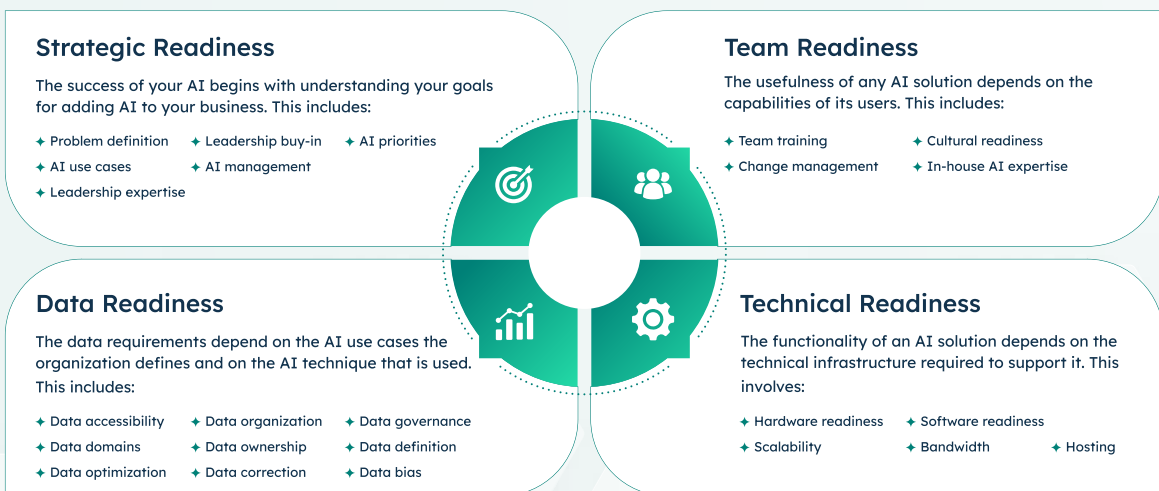 Strategic Readiness
The success of your AI begins with understanding your goals
for adding AI to your business. This includes:
Problem definition
Leadership buy-in
AI priorities
AI use cases
AI management
Leadership expertise
Team Readiness
The usefulness of any AI solution depends on the
capabilities of its users. This includes:
Team training
Cultural readiness
Change management
In-house AI expertise
Data Readiness
The data requirements depend on the AI use cases the
organization defines and on the AI technique that is used.
This includes:
Data accessibility
Data organization
Data governance
Data domains
Data ownership
Data definition
Data optimization
Data correction
Data bias
Technical Readiness
The functionality of an AI solution depends on the
technical infrastructure required to support it. This
involves:
Hardware readiness
Software readiness
Scalability
Bandwidth
Hosting